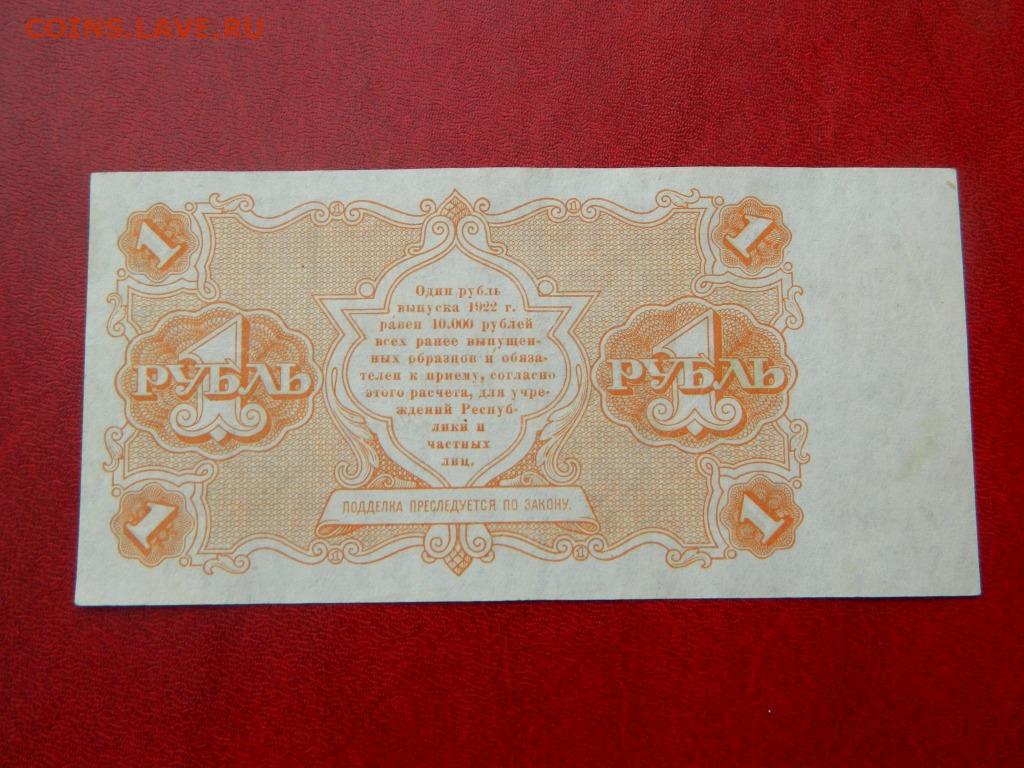 COINS.LAVE.RU
1
1
Один рубль
выпуска 1922 г.
равен 10.000 рублей
всех ранее выпущен-
ных образцов и обяза-
телен к приему, согласно
этого расчета, для учре-
ждений Респуб-
лики и
частных
лиц.
1
РУБЛЬ
1
РУБЛЬ
ПОДДЕЛКА ПРЕСЛЕДУЕТСЯ ПО ЗАКОНУ.
1
1